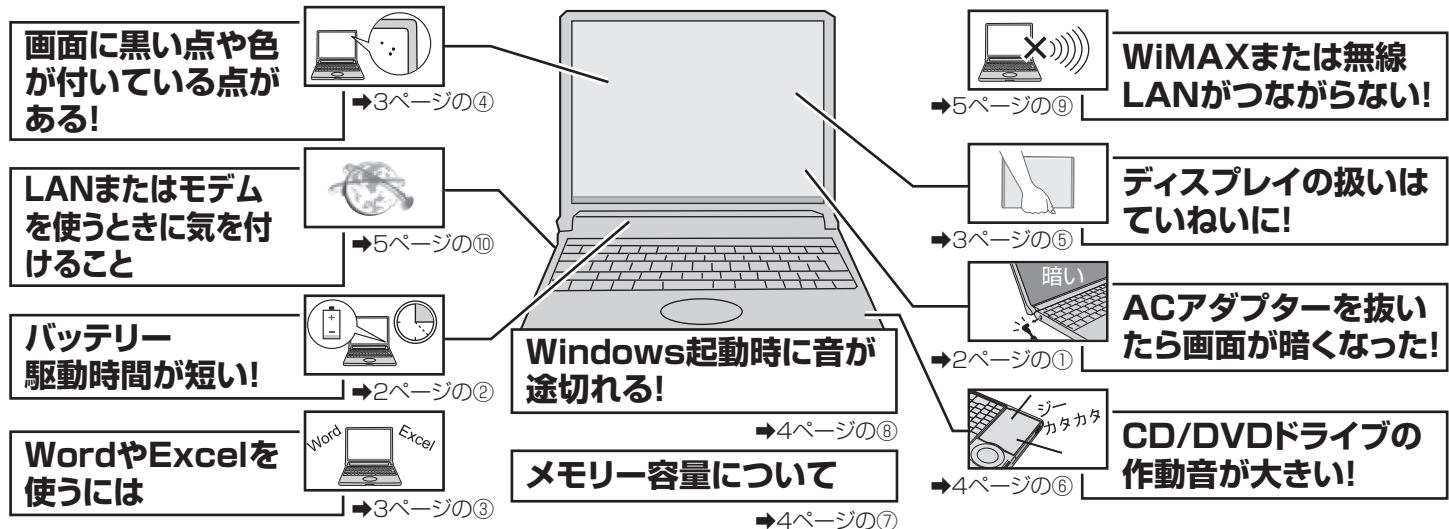 画面に黒い点や色
が付いている点が
ある!
➡3ページの④
LANまたはモデム
を使うときに気を付
けること
➡5ページの⑩
バッテリー
駆動時間が短い!
➡2ページの②
WordやExcelを
使うには
Word
Excel
➡3ページの③
Windows起動時に音が
途切れる!
➡4ページの⑧
メモリー容量について
➡4ページの⑦
WiMAXまたは無線
LANがつながらない!
➡5ページの⑨
ディスプレイの扱いは
ていねいに!
➡3ページの⑤
暗い
ACアダプターを抜い
たら画面が暗くなった!
➡2ページの①
ジー
カタカタ
CD/DVDドライブの
作動音が大きい!
➡4ページの⑥